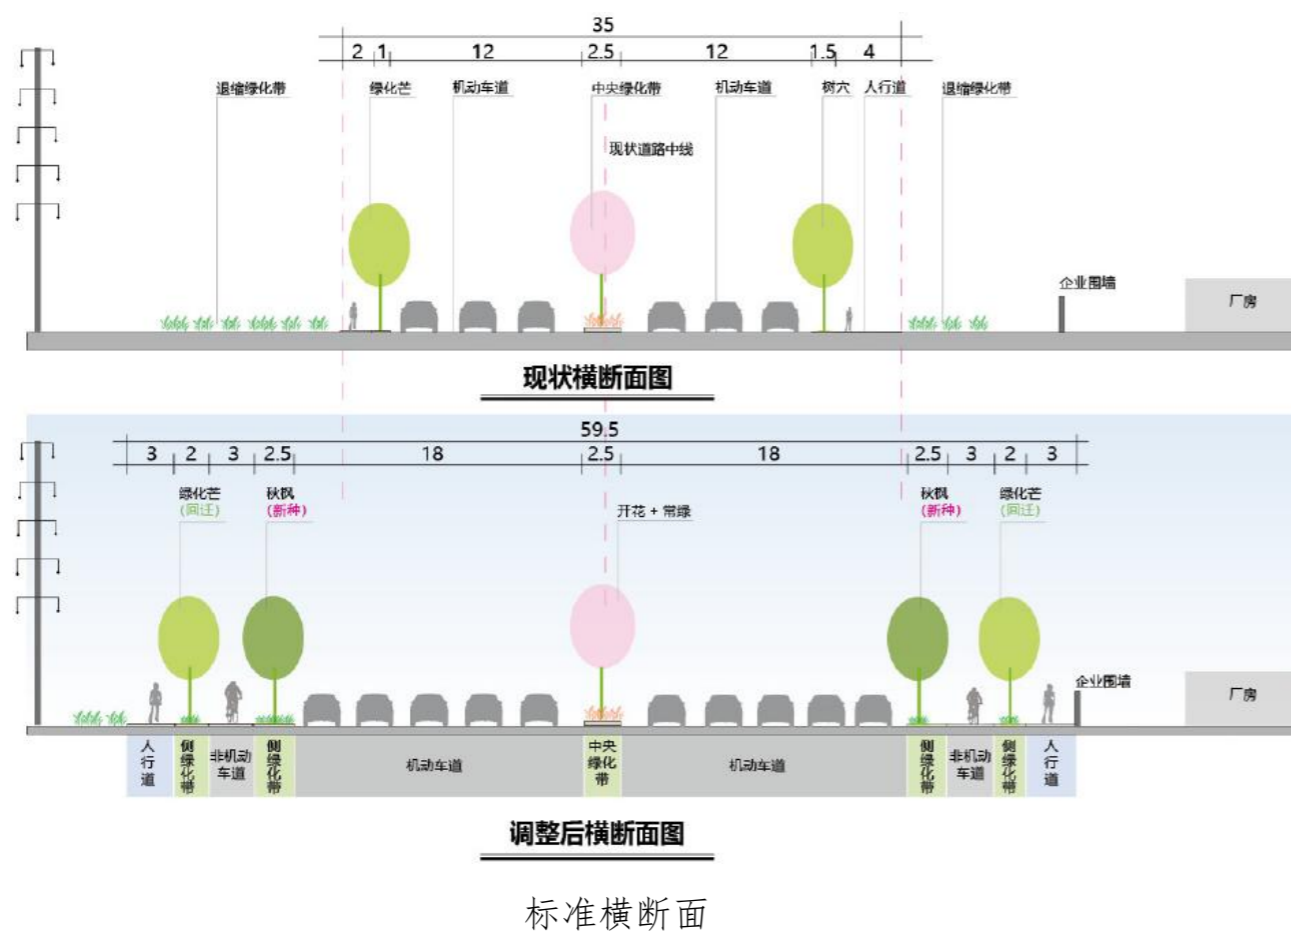 35
2 1 12 2.5 12 1.5 4
退缩绿化带 绿化芒 机动车道 中央绿化带 机动车道 树穴 人行道 退缩绿化带
现状道路中线
企业围墙
厂房
现状横断面图
59.5
3 2 3 2.5 18 2.5 18 2.5 3 2 3
绿化芒 秋枫 秋枫 绿化芒
(回迁) (新种) 开花 + 常绿 (新种) (回迁)
企业围墙
厂房
人行道 侧绿化带 非机动车道 侧绿化带 机动车道 中央绿化带 机动车道 侧绿化带 非机动车道 侧绿化带 人行道
调整后横断面图
标准横断面